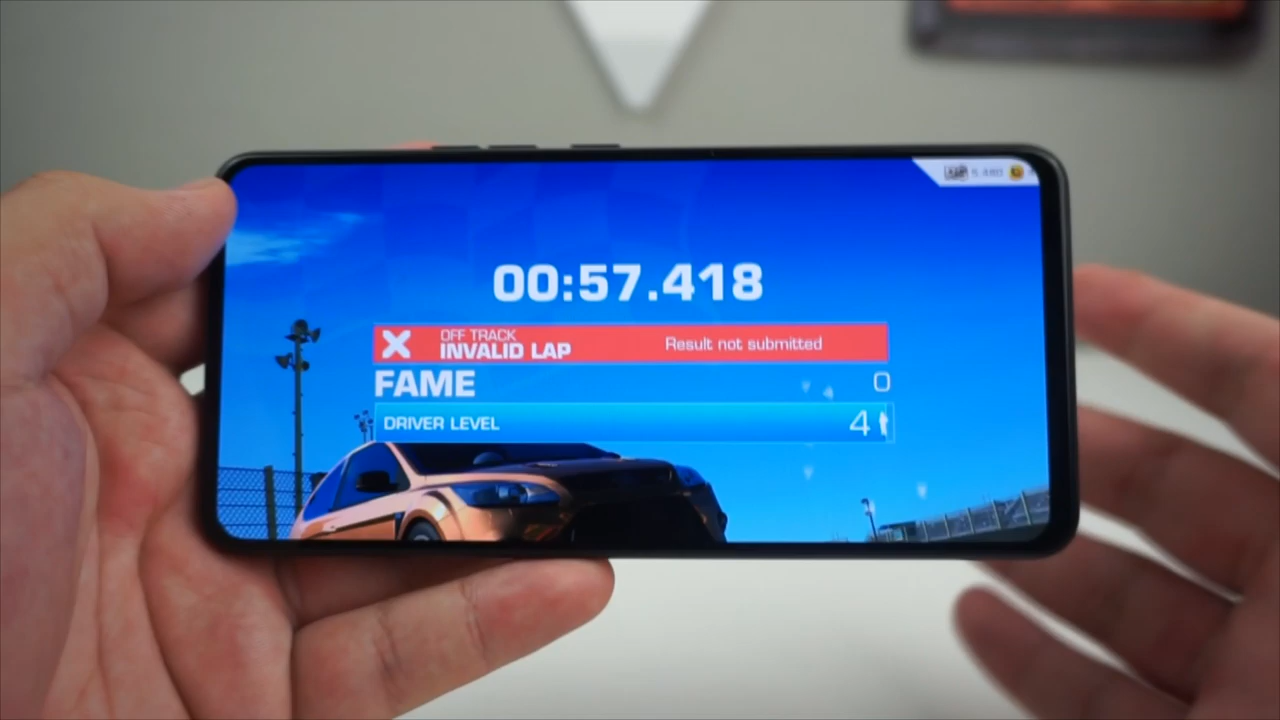 00:57.418
OFF TRACK
INVALID LAP
Result not submitted
FAME
0
DRIVER LEVEL
4